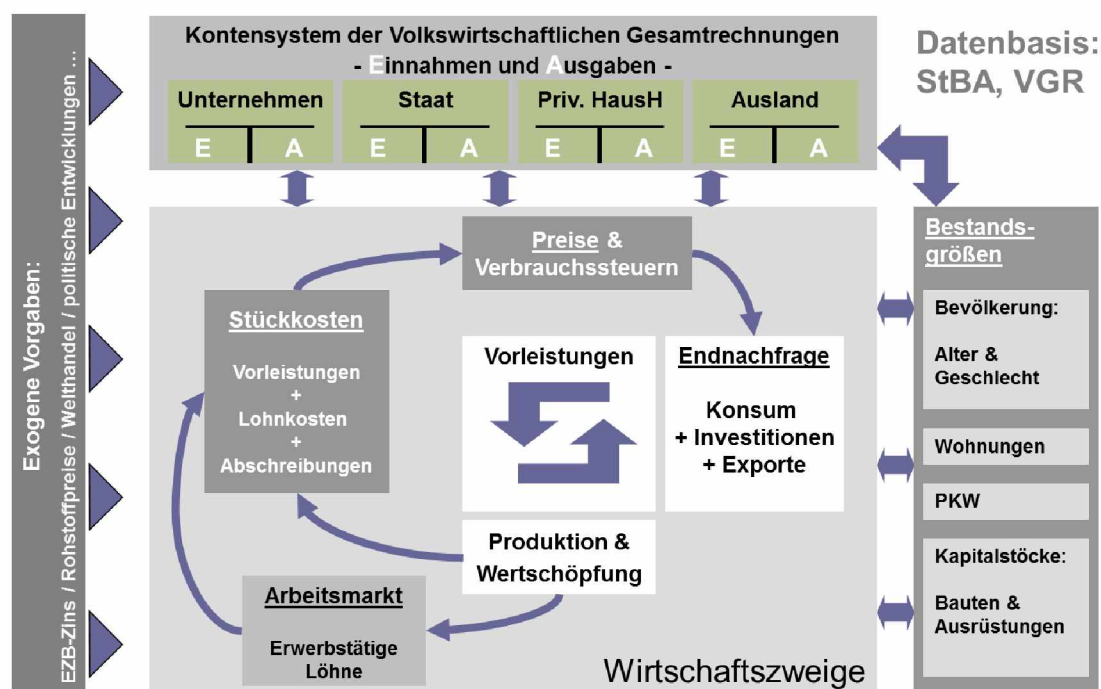 Exogene Vorgaben:
EZB-Zins / Rohstoffpreise / Welthandel / politische Entwicklungen ...
Kontensystem der Volkswirtschaftlichen Gesamtrechnungen
- Einnahmen und Ausgaben -
Unternehmen
E A
Staat
E A
Priv. HausH
E A
Ausland
E A
Datenbasis:
StBA, VGR
Preise &
Verbrauchssteuern
Stückkosten
Vorleistungen
+
Lohnkosten
+
Abschreibungen
Vorleistungen
Endnachfrage
Konsum
+ Investitionen
+ Exporte
Produktion &
Wertschöpfung
Arbeitsmarkt
Erwerbstätige
Löhne
Wirtschaftszweige
Bestands-
größen
Bevölkerung:
Alter &
Geschlecht
Wohnungen
PKW
Kapitalstöcke:
Bauten &
Ausrüstungen